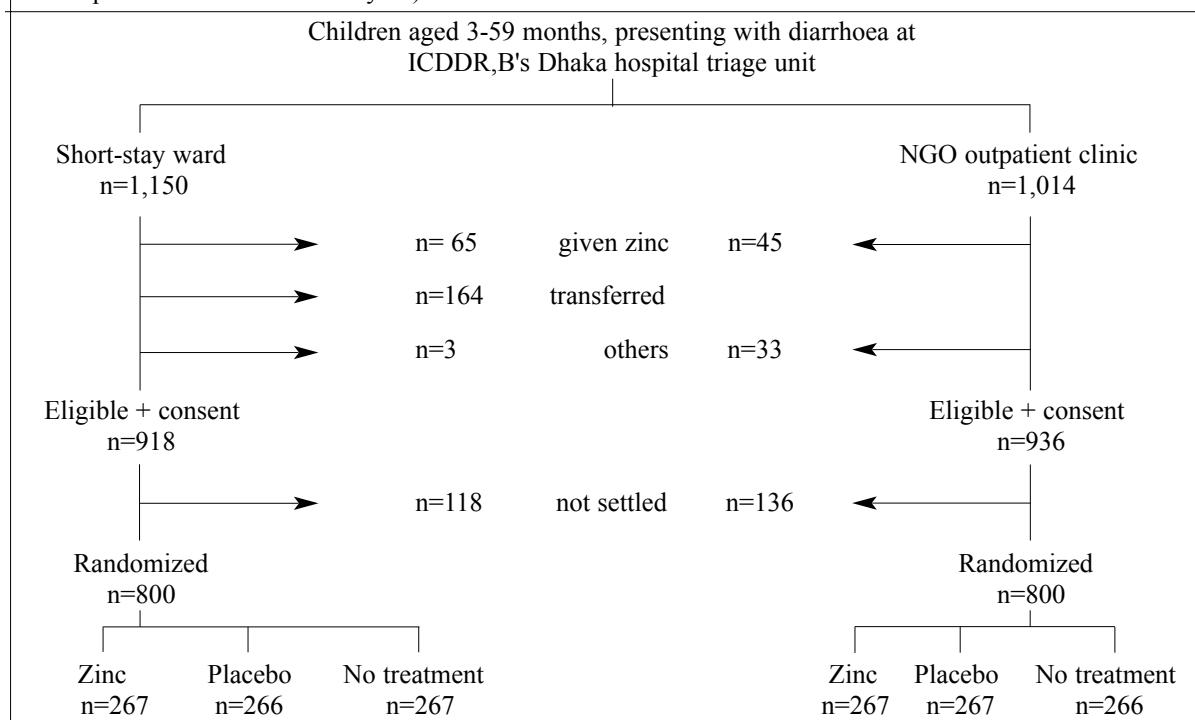 Children aged 3-59 months, presenting with diarrhoea at
ICDDR,B's Dhaka hospital triage unit
Short-stay ward
n=1,150
NGO outpatient clinic
n=1,014
n= 65 given zinc n=45
n=164 transferred
n=3 others n=33
Eligible + consent
n=918
Eligible + consent
n=936
n=118 not settled n=136
Randomized
n=800
Randomized
n=800
Zinc Placebo No treatment
n=267 n=266 n=267
Zinc Placebo No treatment
n=267 n=267 n=266